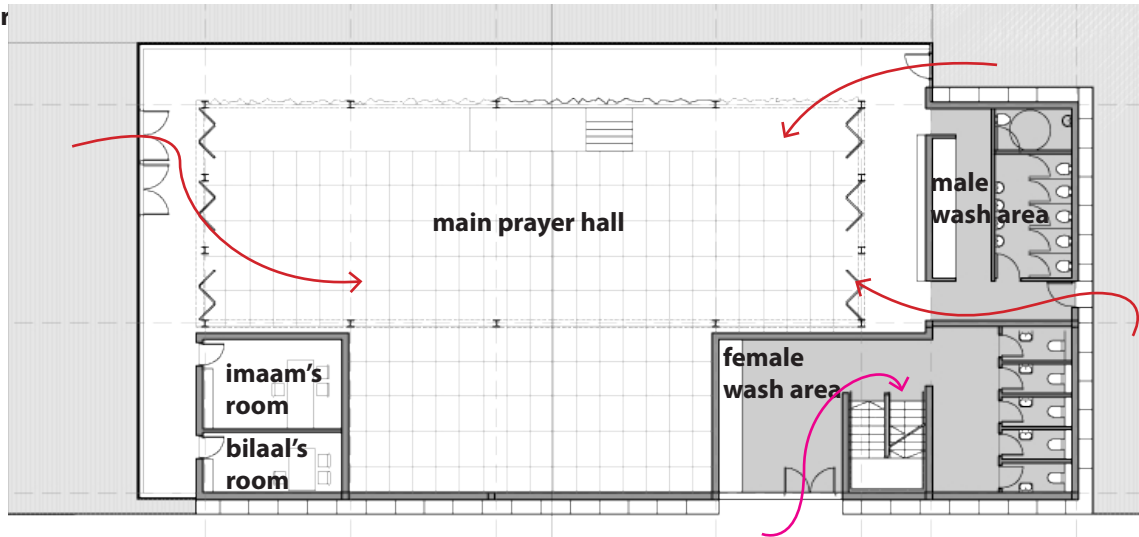 r
main prayer hall
male
wash area
female
wash area
imaam's
room
bilaal's
room